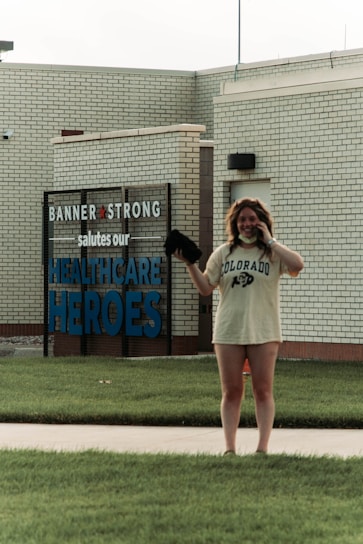 BANNER★STRONG
salutes our
HEALTHCARE
HEROES
COLORADO